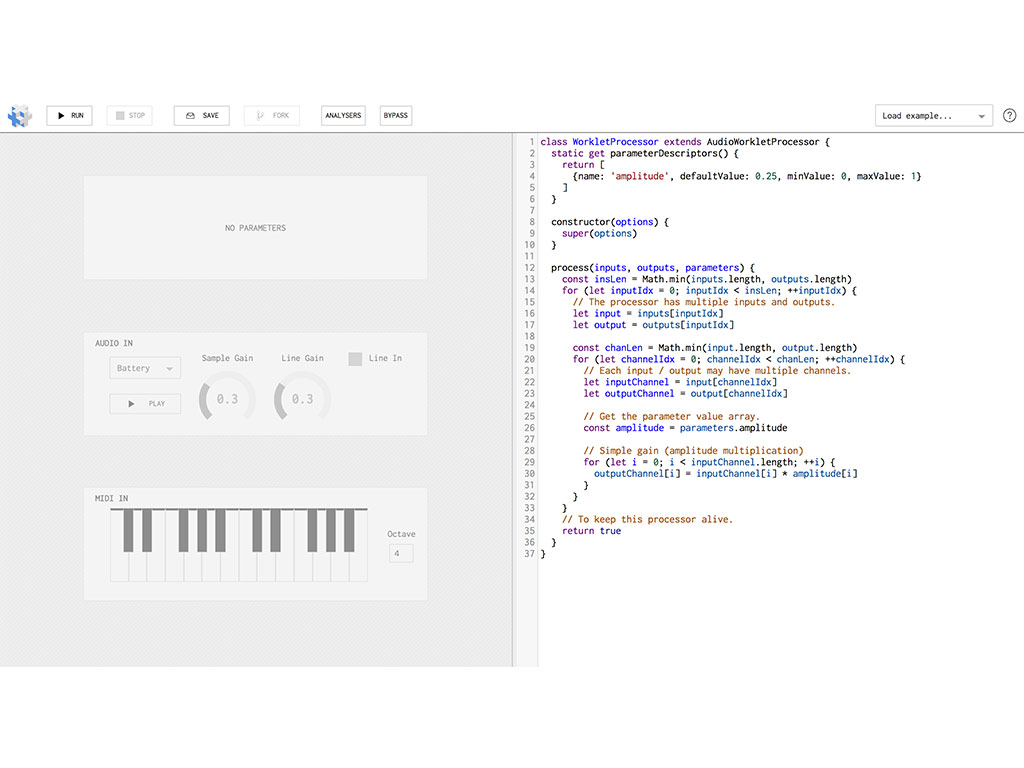 RUN STOP SAVE FORK ANALYSERS BYPASS Load example... ?
NO PARAMETERS
AUDIO IN
Sample Gain Line Gain Line In
Battery
PLAY
0.3 0.3
MIDI IN
Octave
4
1 class WorkletProcessor extends AudioWorkletProcessor {
2 static get parameterDescriptors() {
3 return [
4 {name: 'amplitude', defaultValue: 0.25, minValue: 0, maxValue: 1}
5 ]
6 }
7
8 constructor(options) {
9 super(options)
10 }
11
12 process(inputs, outputs, parameters) {
13 const insLen = Math.min(inputs.length, outputs.length)
14 for (let inputIdx = 0; inputIdx < insLen; ++inputIdx) {
15 // The processor has multiple inputs and outputs.
16 let input = inputs[inputIdx]
17 let output = outputs[inputIdx]
18
19 const chanLen = Math.min(input.length, output.length)
20 for (let channelIdx = 0; channelIdx < chanLen; ++channelIdx) {
21 // Each input / output may have multiple channels.
22 let inputChannel = input[channelIdx]
23 let outputChannel = output[channelIdx]
24
25 // Get the parameter value array.
26 const amplitude = parameters.amplitude
27
28 // Simple gain (amplitude multiplication)
29 for (let i = 0; i < inputChannel.length; ++i) {
30 outputChannel[i] = inputChannel[i] * amplitude[i]
31 }
32 }
33 }
34 // To keep this processor alive.
35 return true
36 }
37 }